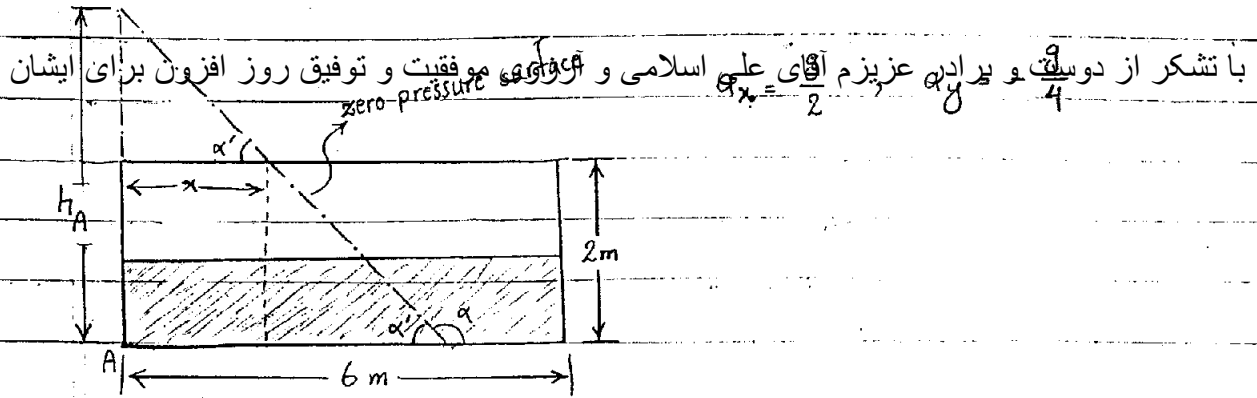 با تشکر از دوست و برادر عزیزم آقای علی اسلامی و آرزوی موفقیت و توفیق روز افزون برای ایشان
zero-pressure surface
aₓ = g/2 , a_y = g/4
α'
x
h_A
2m
α' α
A
6 m